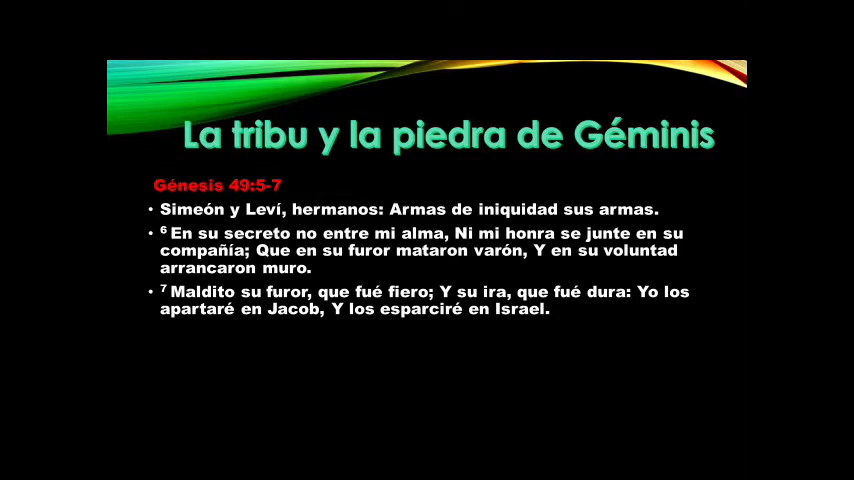 La tribu y la piedra de Géminis
Génesis 49:5-7
• Simeón y Leví, hermanos: Armas de iniquidad sus armas.
• 6 En su secreto no entre mi alma, Ni mi honra se junte en su
compañía; Que en su furor mataron varón, Y en su voluntad
arrancaron muro.
• 7 Maldito su furor, que fué fiero; Y su ira, que fué dura: Yo los
apartaré en Jacob, Y los esparciré en Israel.